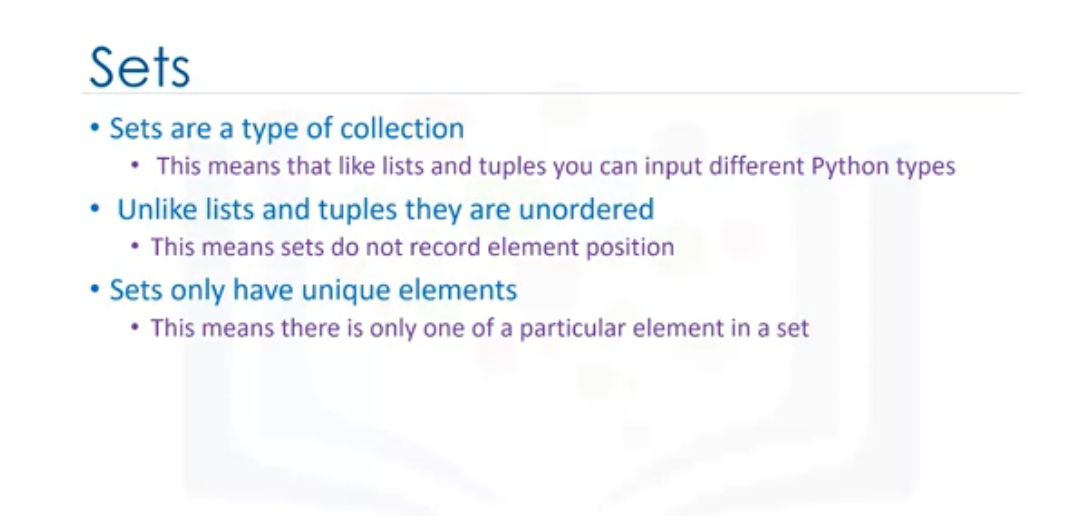 Sets
• Sets are a type of collection
• This means that like lists and tuples you can input different Python types
• Unlike lists and tuples they are unordered
• This means sets do not record element position
• Sets only have unique elements
• This means there is only one of a particular element in a set